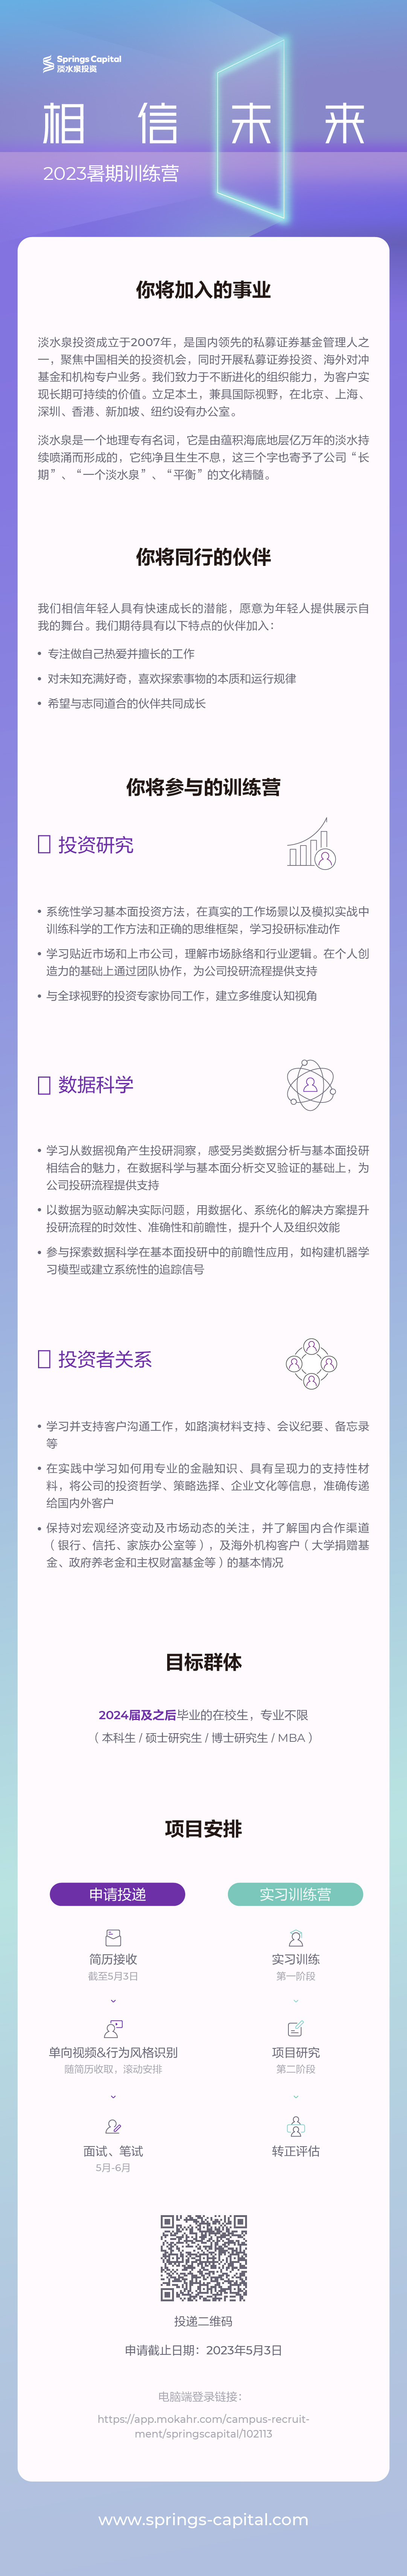 Springs Capital
淡水泉投资
相信未来
2023暑期训练营
你将加入的事业
淡水泉投资成立于2007年，是国内领先的私募证券基金管理人之
一，聚焦中国相关的投资机会，同时开展私募证券投资、海外对冲
基金和机构专户业务。我们致力于不断进化的组织能力，为客户实
现长期可持续的价值。立足本土，兼具国际视野，在北京、上海、
深圳、香港、新加坡、纽约设有办公室。
淡水泉是一个地理专有名词，它是由蕴积海底地层亿万年的淡水持
续喷涌而形成的，它纯净且生生不息，这三个字也寄予了公司“长
期”、“一个淡水泉”、“平衡”的文化精髓。
你将同行的伙伴
我们相信年轻人具有快速成长的潜能，愿意为年轻人提供展示自
我的舞台。我们期待具有以下特点的伙伴加入：
• 专注做自己热爱并擅长的工作
• 对未知充满好奇，喜欢探索事物的本质和运行规律
• 希望与志同道合的伙伴共同成长
你将参与的训练营
投资研究
• 系统性学习基本面投资方法，在真实的工作场景以及模拟实战中
训练科学的工作方法和正确的思维框架，学习投研标准动作
• 学习贴近市场和上市公司，理解市场脉络和行业逻辑。在个人创
造力的基础上通过团队协作，为公司投研流程提供支持
• 与全球视野的投资专家协同工作，建立多维度认知视角
数据科学
• 学习从数据视角产生投研洞察，感受另类数据分析与基本面投研
相结合的魅力，在数据科学与基本面分析交叉验证的基础上，为
公司投研流程提供支持
• 以数据为驱动解决实际问题，用数据化、系统化的解决方案提升
投研流程的时效性、准确性和前瞻性，提升个人及组织效能
• 参与探索数据科学在基本面投研中的前瞻性应用，如构建机器学
习模型或建立系统性的追踪信号
投资者关系
• 学习并支持客户沟通工作，如路演材料支持、会议纪要、备忘录
等
• 在实践中学习如何用专业的金融知识、具有呈现力的支持性材
料，将公司的投资哲学、策略选择、企业文化等信息，准确传递
给国内外客户
• 保持对宏观经济变动及市场动态的关注，并了解国内合作渠道
（银行、信托、家族办公室等），及海外机构客户（大学捐赠基
金、政府养老金和主权财富基金等）的基本情况
目标群体
2024届及之后毕业的在校生，专业不限
（本科生 / 硕士研究生 / 博士研究生 / MBA）
项目安排
申请投递
简历接收
截至5月3日
单向视频&行为风格识别
随简历收取，滚动安排
面试、笔试
5月-6月
实习训练营
实习训练
第一阶段
项目研究
第二阶段
转正评估
投递二维码
申请截止日期：2023年5月3日
电脑端登录链接：
https://app.mokahr.com/campus-recruit-
ment/springscapital/102113
www.springs-capital.com